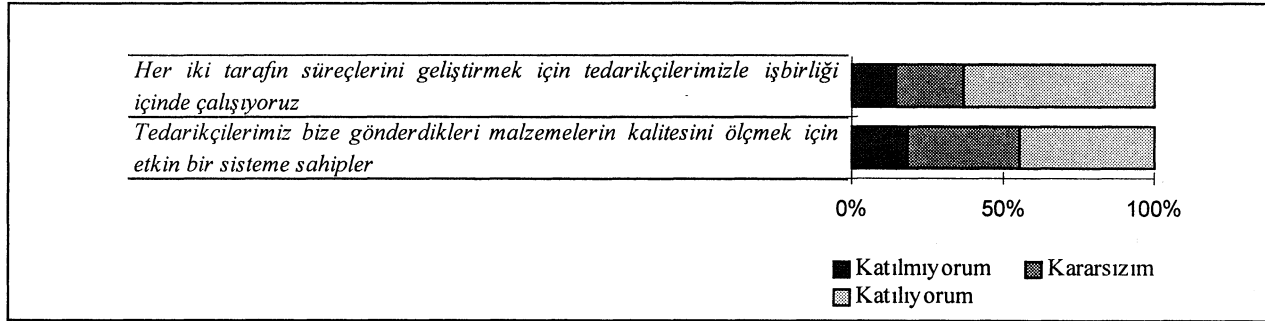 Her iki tarafın süreçlerini geliştirmek için tedarikçilerimizle işbirliği
içinde çalışıyoruz
Tedarikçilerimiz bize gönderdikleri malzemelerin kalitesini ölçmek için
etkin bir sisteme sahipler
0% 50% 100%
Katılmıyorum Kararsızım
Katılıyorum